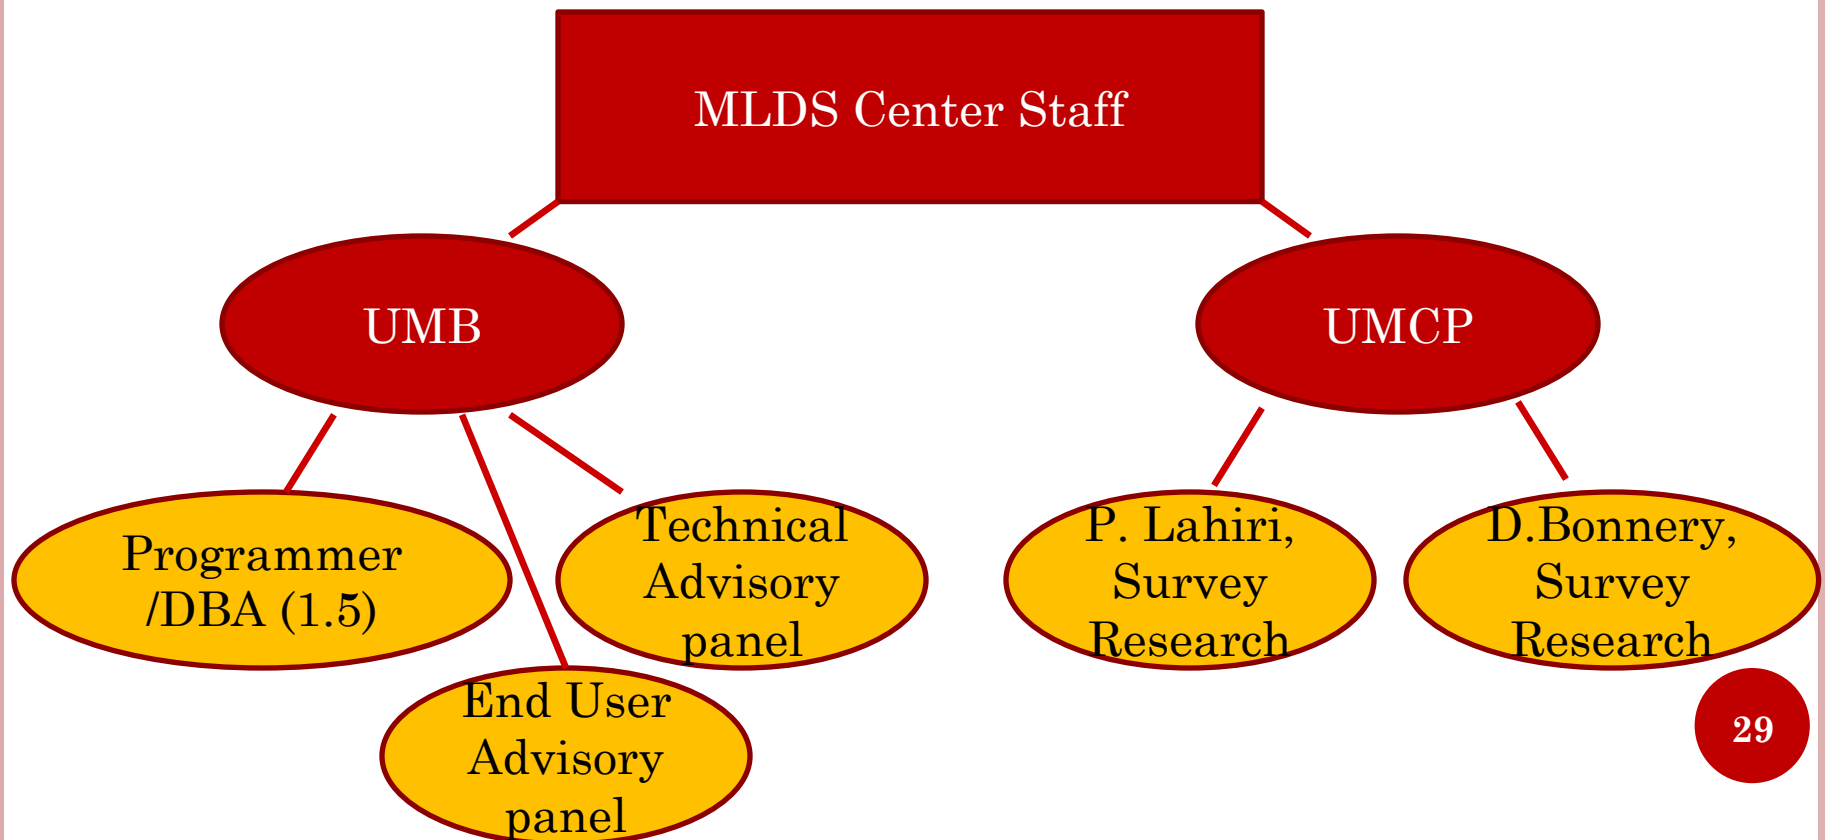 MLDS Center Staff
UMB
UMCP
Programmer
/DBA (1.5)
Technical
Advisory
panel
End User
Advisory
panel
P. Lahiri,
Survey
Research
D.Bonnery,
Survey
Research
29